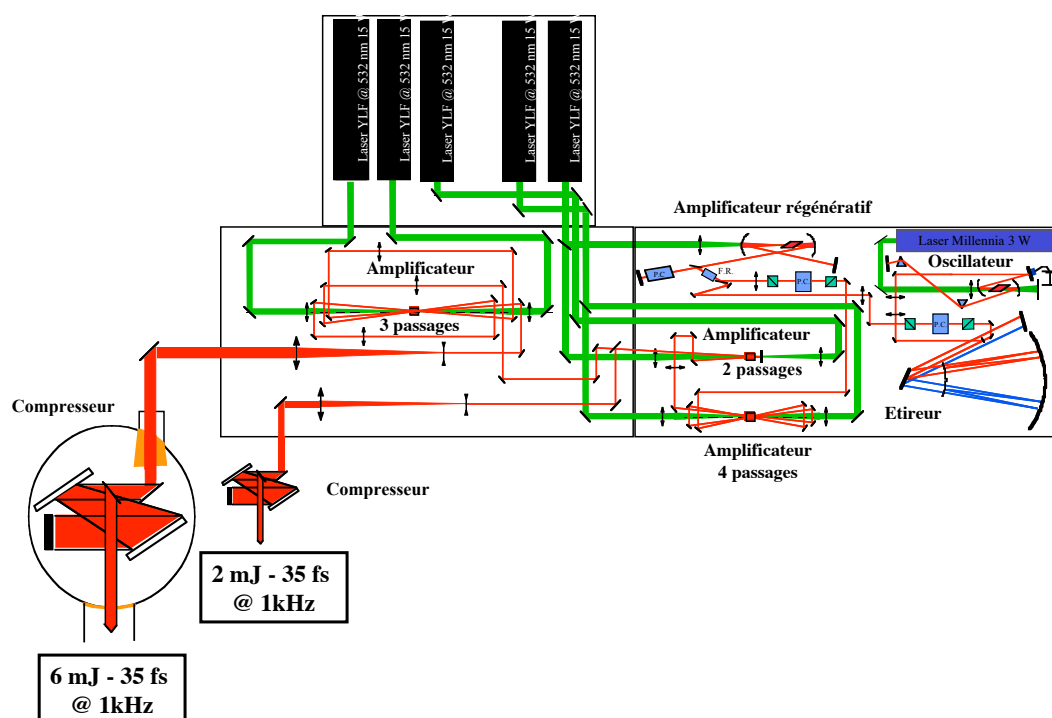 Laser YLF @ 532 nm 15 W
Laser YLF @ 532 nm 15 W
Laser YLF @ 532 nm 15 W
Laser YLF @ 532 nm 15 W
Laser YLF @ 532 nm 15 W
Amplificateur régénératif
Laser Millennia 3 W
Oscillateur
P.C
F.R.
P.C
P.C.
Amplificateur
3 passages
Amplificateur
2 passages
Etireur
Amplificateur
4 passages
Compresseur
Compresseur
2 mJ - 35 fs
@ 1kHz
6 mJ - 35 fs
@ 1kHz